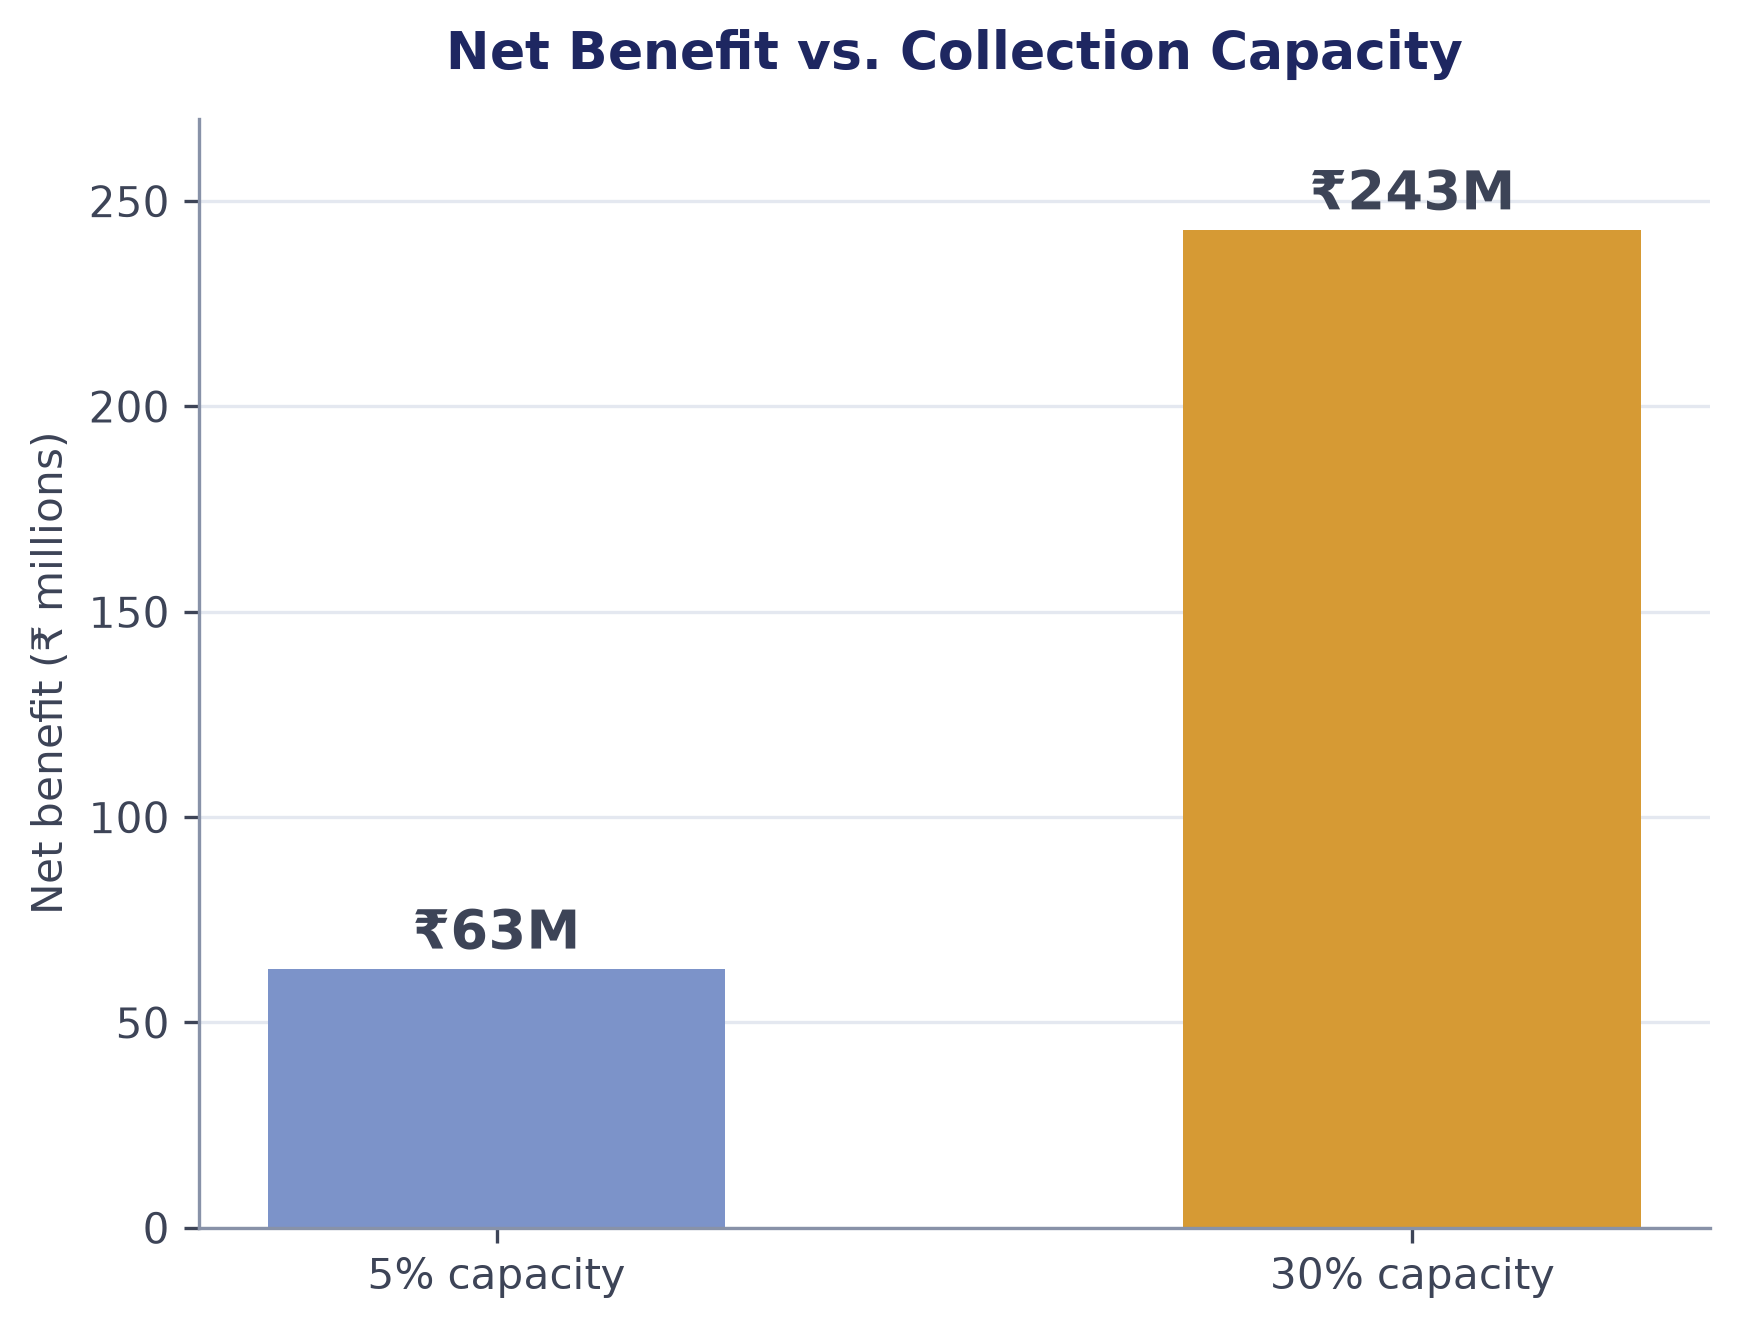 Net Benefit vs. Collection Capacity
Net benefit (₹ millions)
250
200
150
100
50
0
₹63M
₹243M
5% capacity
30% capacity